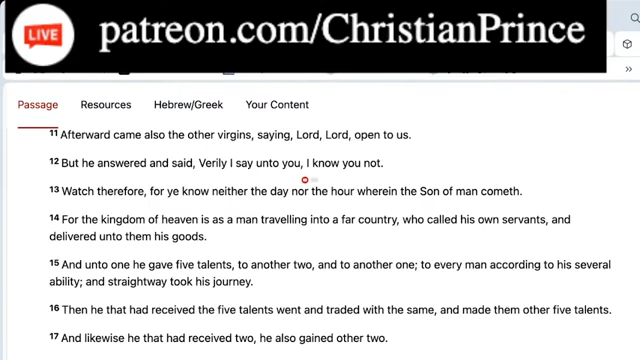 LIVE patreon.com/ChristianPrince
Passage Resources Hebrew/Greek Your Content
11 Afterward came also the other virgins, saying, Lord, Lord, open to us.
12 But he answered and said, Verily I say unto you, I know you not.
13 Watch therefore, for ye know neither the day nor the hour wherein the Son of man cometh.
14 For the kingdom of heaven is as a man travelling into a far country, who called his own servants, and
delivered unto them his goods.
15 And unto one he gave five talents, to another two, and to another one; to every man according to his several
ability; and straightway took his journey.
16 Then he that had received the five talents went and traded with the same, and made them other five talents.
17 And likewise he that had received two, he also gained other two.